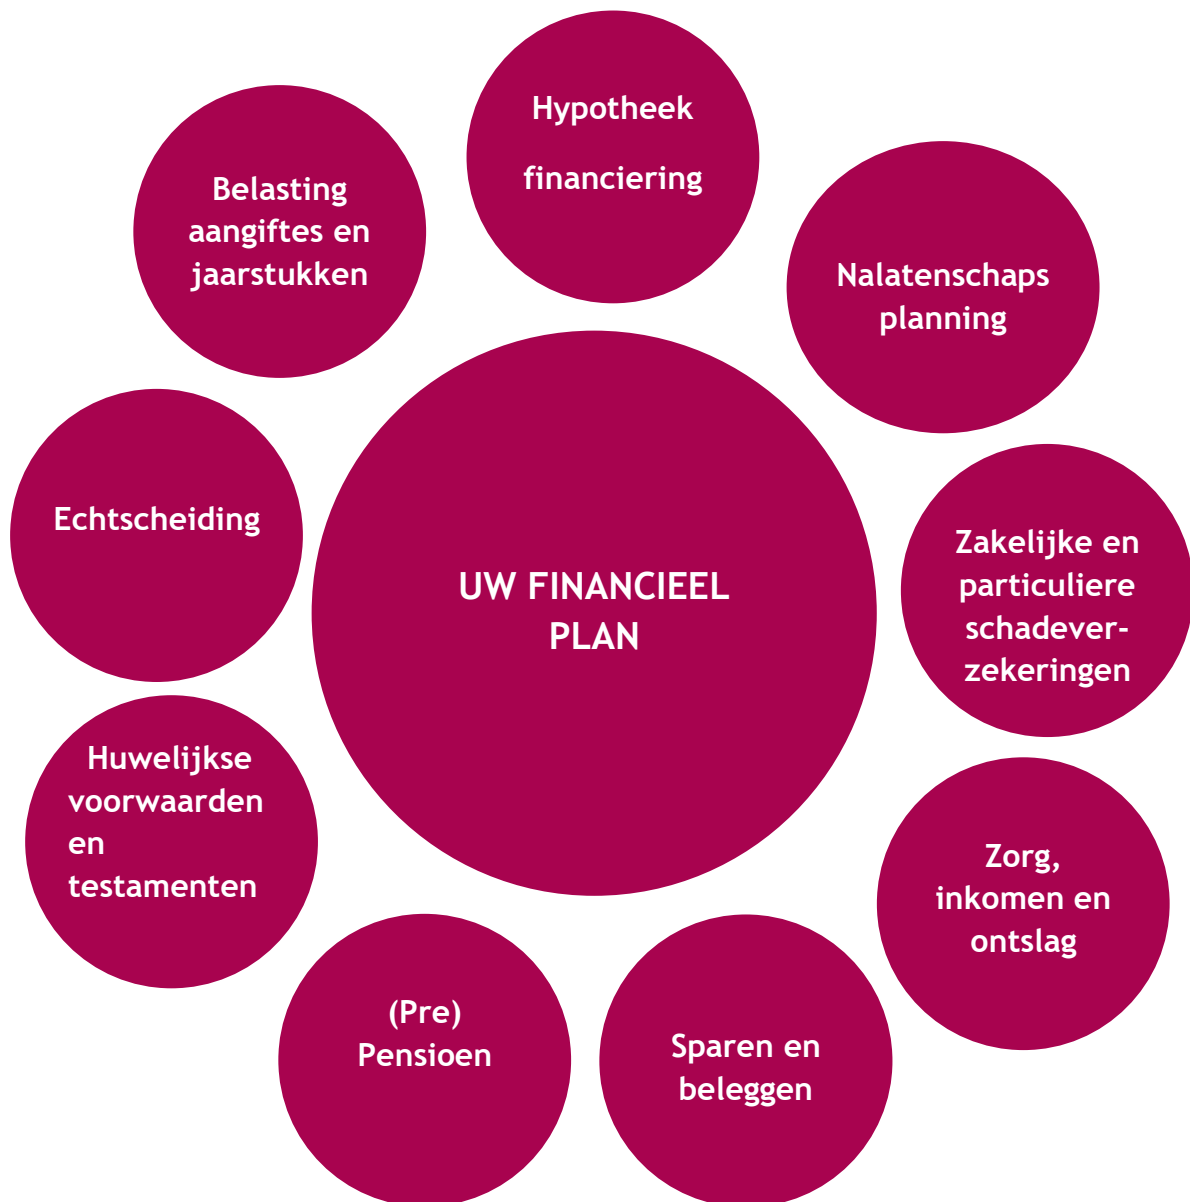 Hypotheek
financiering
Belasting
aangiftes en
jaarstukken
Nalatenschaps
planning
Echtscheiding
UW FINANCIEEL
PLAN
Zakelijke en
particuliere
schadever-
zekeringen
Huwelijkse
voorwaarden
en
testamenten
Zorg,
inkomen en
ontslag
(Pre)
Pensioen
Sparen en
beleggen